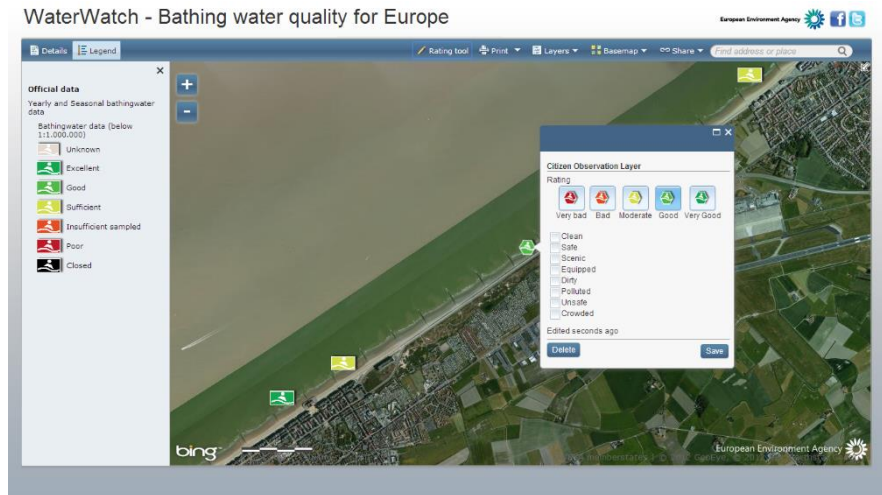 WaterWatch - Bathing water quality for Europe
European Environment Agency
Details Legend Rating tool Print Layers Basemap Share Find address or place
Official data
Yearly and Seasonal bathingwater
data
Bathingwater data (below
1:1.000.000)
Unknown
Excellent
Good
Sufficient
Insufficient sampled
Poor
Closed
+
-
Citizen Observation Layer
Rating
Very bad Bad Moderate Good Very Good
Clean
Safe
Scenic
Equipped
Dirty
Polluted
Unsafe
Crowded
Edited seconds ago
Delete Save
bing
European Environment Agency